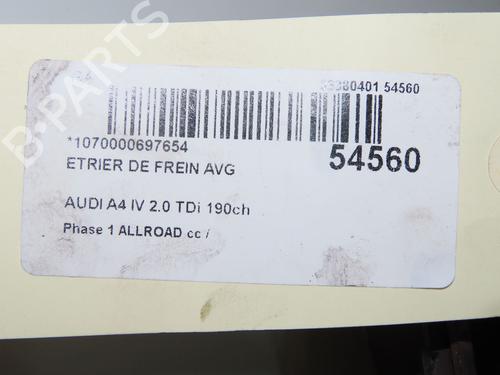 B-PARTS
63380401 54560
*1070000697654
54560
ETRIER DE FREIN AVG
AUDI A4 IV 2.0 TDi 190ch
Phase 1 ALLROAD cc /